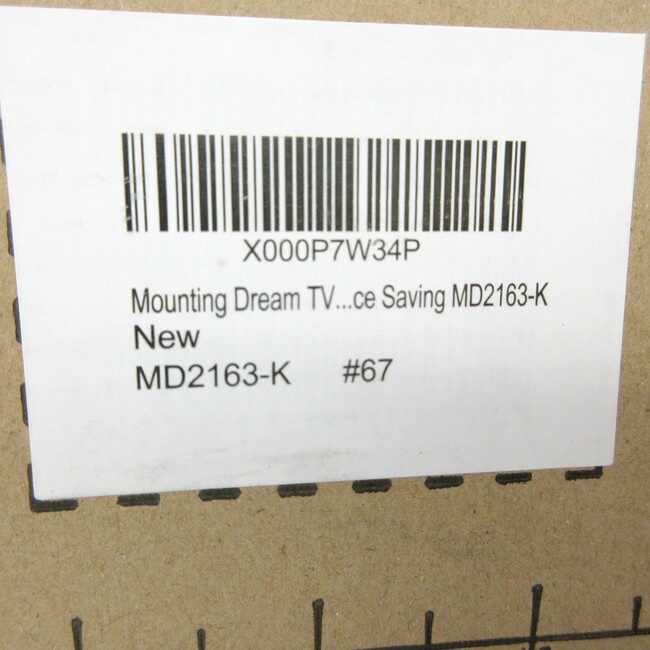 X000P7W34P
Mounting Dream TV...ce Saving MD2163-K
New
MD2163-K #67